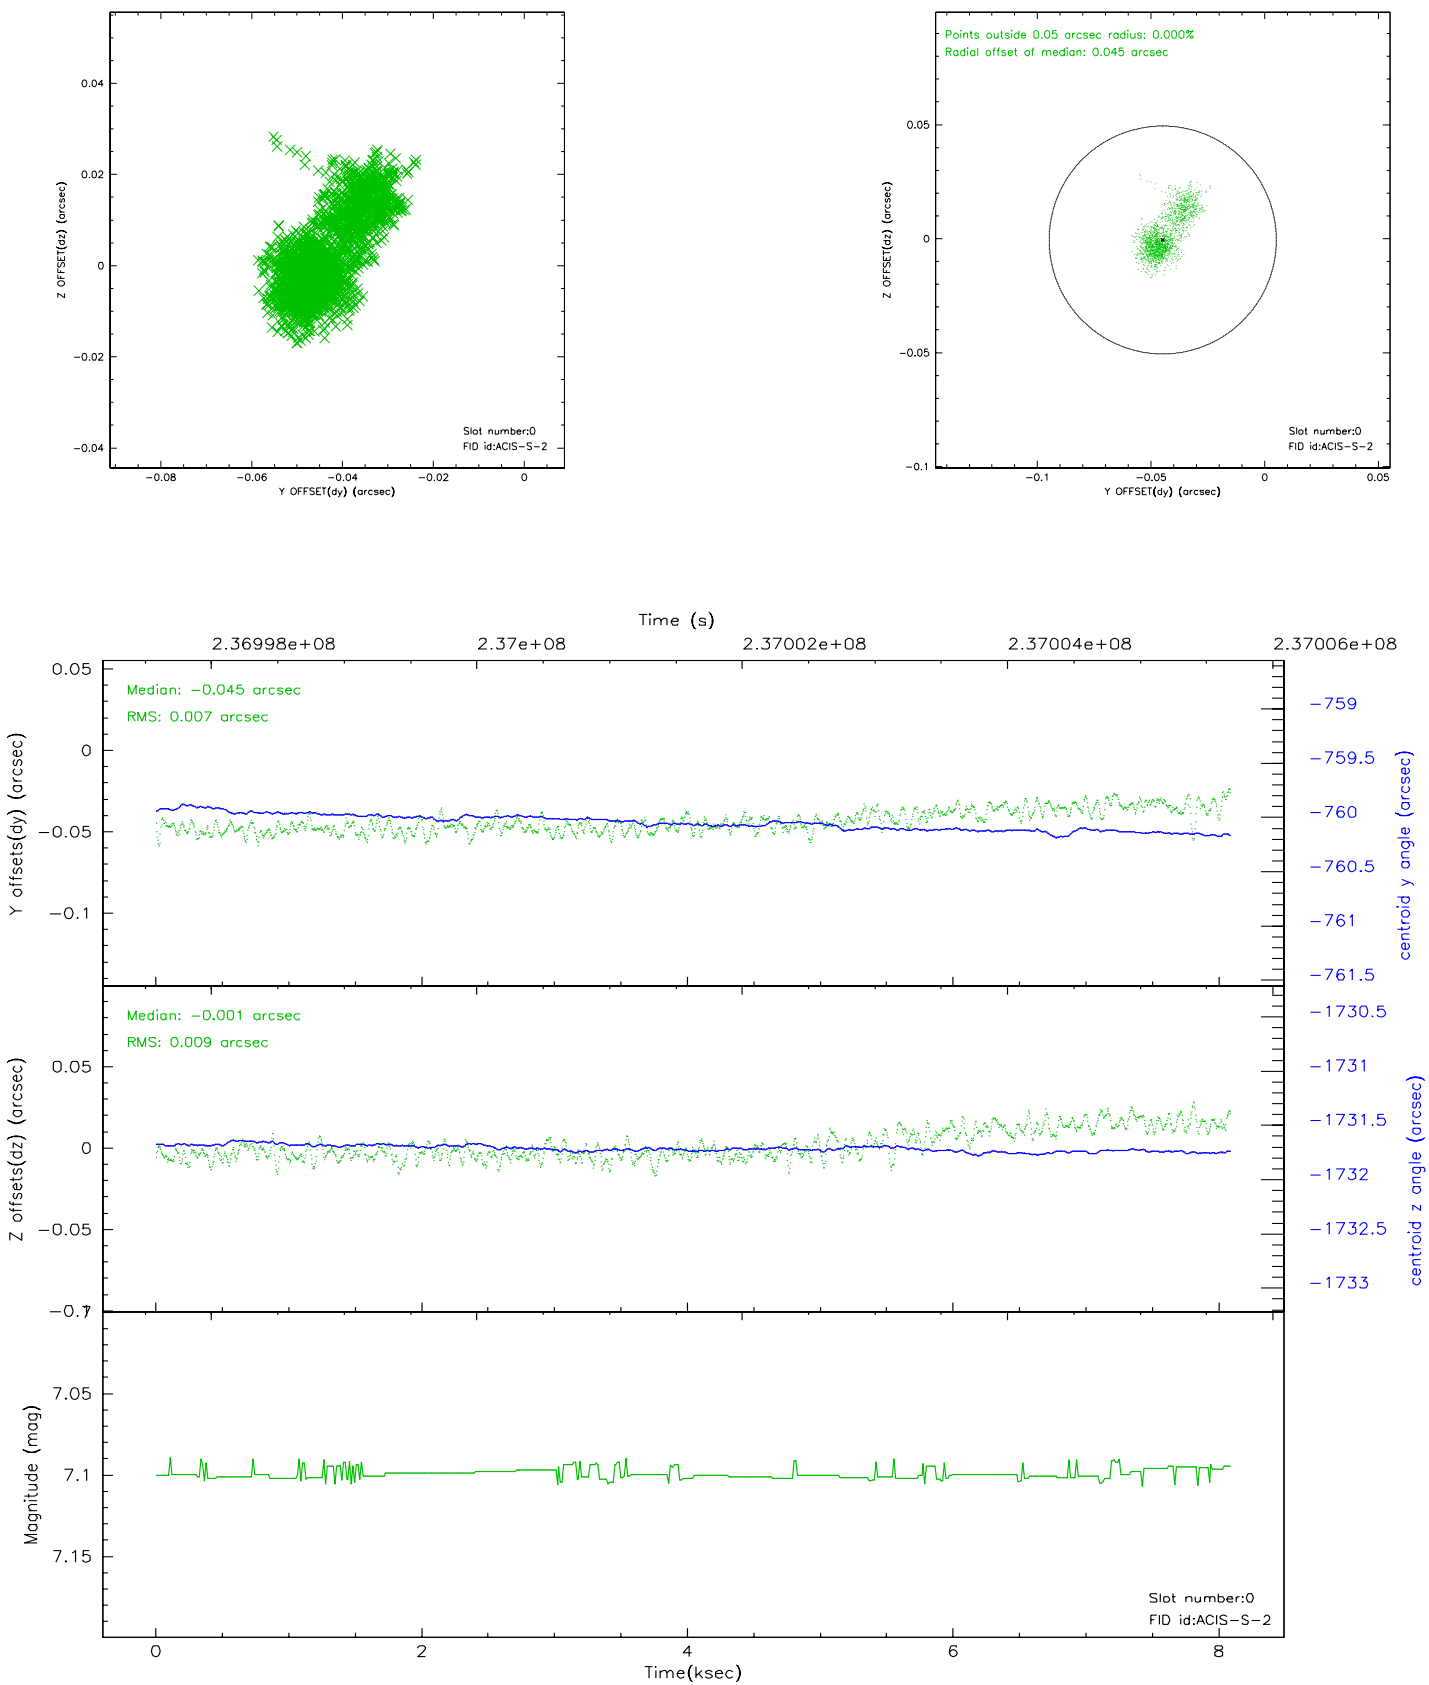 0.04
0.02
0
−0.02
−0.04
Z OFFSET(dz) (arcsec)
Slot number:0
FID id:ACIS−S−2
−0.08 −0.06 −0.04 −0.02 0
Y OFFSET(dy) (arcsec)
Points outside 0.05 arcsec radius: 0.000%
Radial offset of median: 0.045 arcsec
0.05
0
−0.05
−0.1
Z OFFSET(dz) (arcsec)
Slot number:0
FID id:ACIS−S−2
−0.1 −0.05 0 0.05
Y OFFSET(dy) (arcsec)
Time (s)
2.36998e+08 2.37e+08 2.37002e+08 2.37004e+08 2.37006e+08
0.05
0
−0.05
−0.1
Y offsets(dy) (arcsec)
Median: −0.045 arcsec
RMS: 0.007 arcsec
−759
−759.5
−760
−760.5
−761
−761.5
centroid y angle (arcsec)
0.05
0
−0.05
Z offsets(dz) (arcsec)
Median: −0.001 arcsec
RMS: 0.009 arcsec
−1730.5
−1731
−1731.5
−1732
−1732.5
−1733
centroid z angle (arcsec)
7.05
7.1
7.15
Magnitude (mag)
Slot number:0
FID id:ACIS−S−2
0 2 4 6 8
Time(ksec)